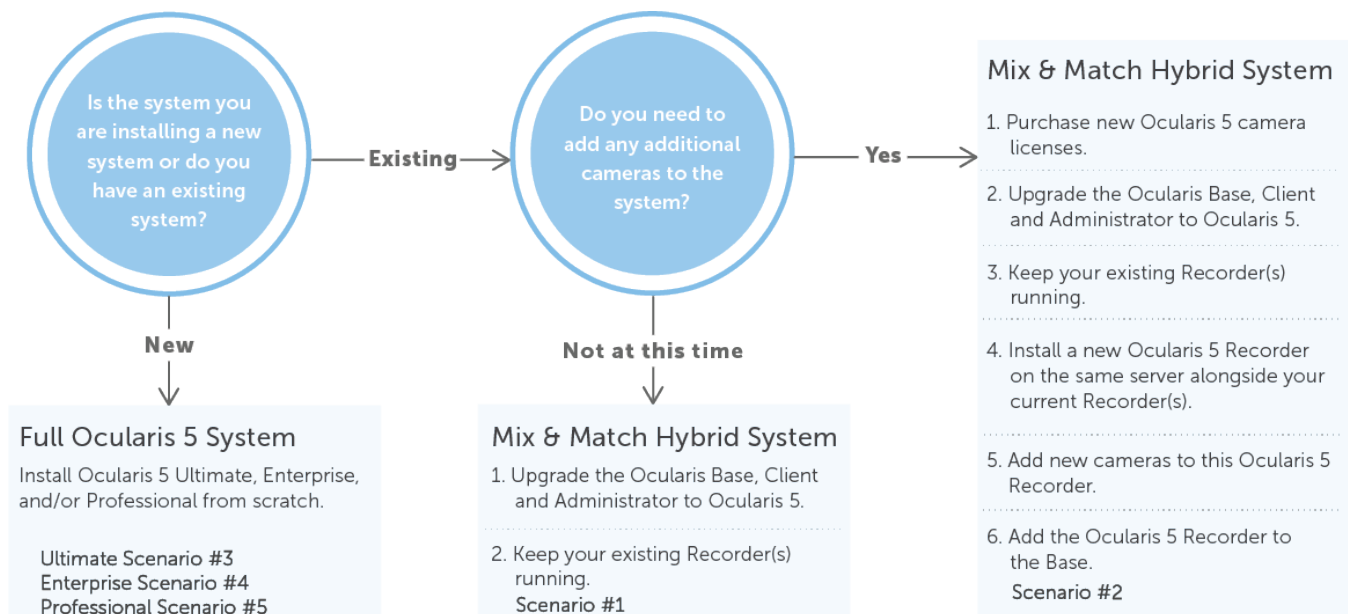 Is the system you
are installing a new
system or do you
have an existing
system?
Existing
Do you need to
add any additional
cameras to the
system?
Yes
New
Not at this time
Full Ocularis 5 System
Install Ocularis 5 Ultimate, Enterprise,
and/or Professional from scratch.
Ultimate Scenario #3
Enterprise Scenario #4
Professional Scenario #5
Mix & Match Hybrid System
1. Upgrade the Ocularis Base, Client
and Administrator to Ocularis 5.
2. Keep your existing Recorder(s)
running.
Scenario #1
Mix & Match Hybrid System
1. Purchase new Ocularis 5 camera
licenses.
2. Upgrade the Ocularis Base, Client
and Administrator to Ocularis 5.
3. Keep your existing Recorder(s)
running.
4. Install a new Ocularis 5 Recorder
on the same server alongside your
current Recorder(s).
5. Add new cameras to this Ocularis 5
Recorder.
6. Add the Ocularis 5 Recorder to
the Base.
Scenario #2